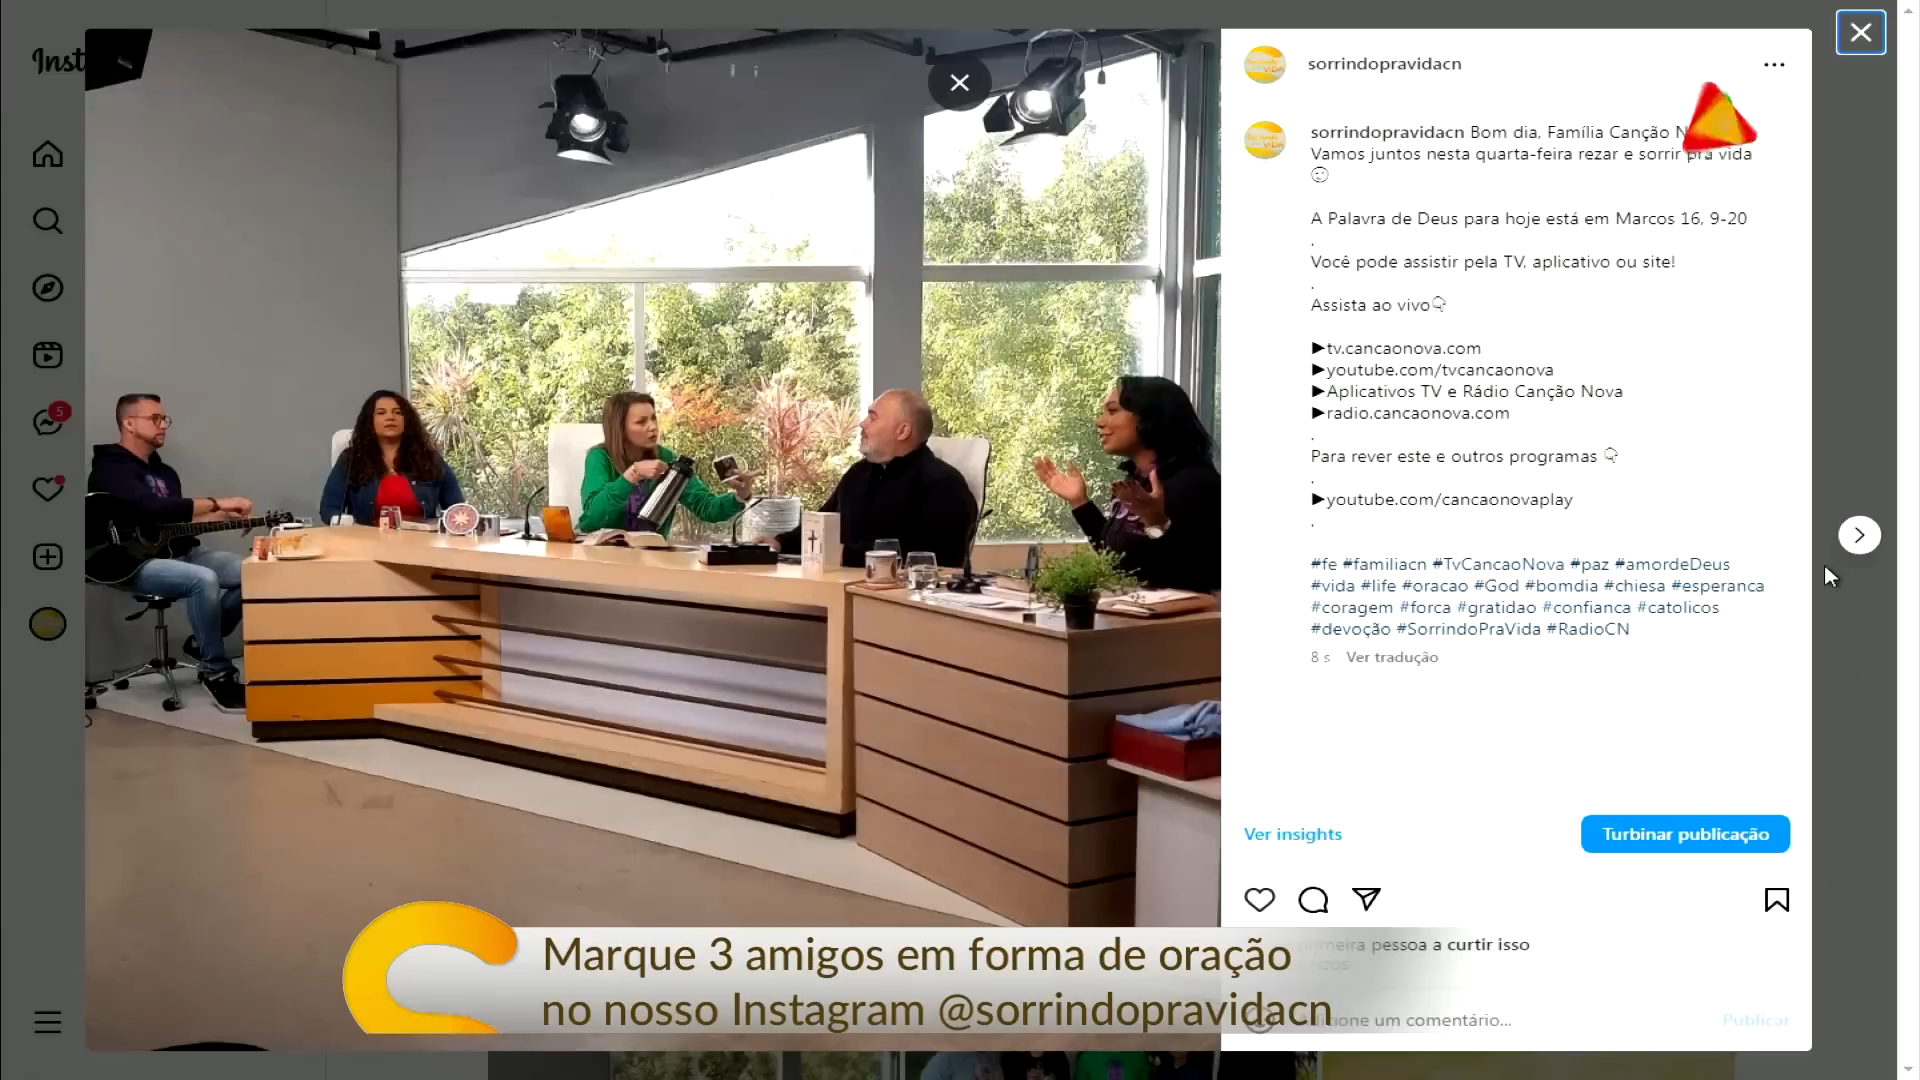 Inst
sorrindopravidacn
sorrindopravidacn Bom dia, Família Canção
Vamos juntos nesta quarta-feira rezar e sorrir pra vida
A Palavra de Deus para hoje está em Marcos 16, 9-20
.
Você pode assistir pela TV, aplicativo ou site!
.
Assista ao vivo
▶tv.cancaonova.com
▶youtube.com/tvcancaonova
▶Aplicativos TV e Rádio Canção Nova
▶radio.cancaonova.com
.
Para rever este e outros programas
.
▶youtube.com/cancaonovaplay
.
#fe #familiacn #TvCancaoNova #paz #amordeDeus
#vida #life #oracao #God #bomdia #chiesa #esperanca
#coragem #forca #gratidao #confianca #catolicos
#devoção #SorrindoPraVida #RadioCN
8 s Ver tradução
5
Ver insights
Turbinar publicação
primeira pessoa a curtir isso
Marque 3 amigos em forma de oração
no nosso Instagram @sorrindopravidacn
um comentário...
Publicar